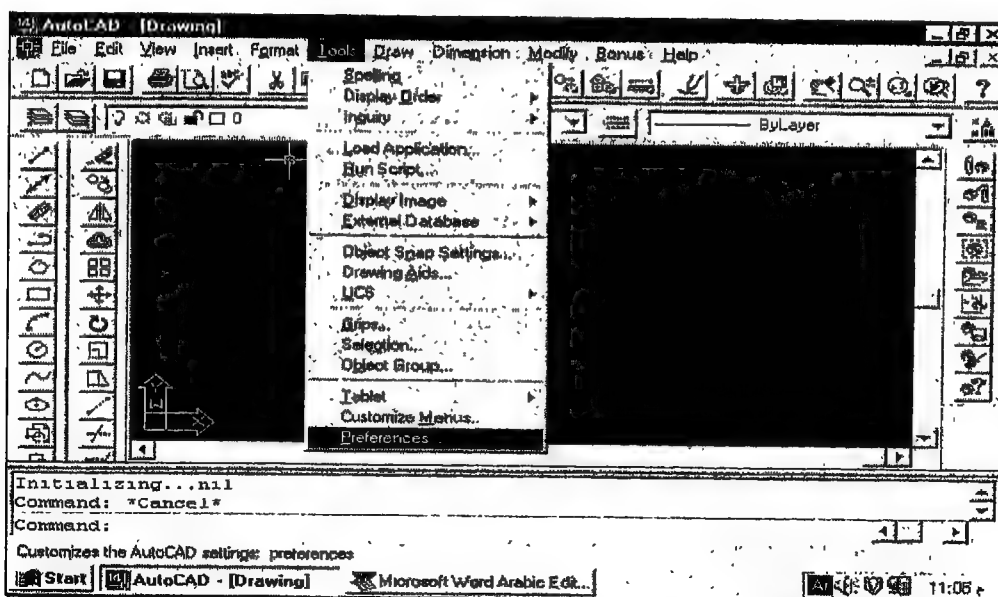 AutoCAD - [Drawing]
File Edit View Insert Format Tools Draw Dimension Modify Bonus Help
?
0
ByLayer
Spelling
Display Order
Inquiry
Load Application...
Run Script...
Display Image
External Database
Object Snap Settings...
Drawing Aids...
UCS
Grips...
Selection...
Object Group...
Tablet
Customize Menus...
Preferences
W
X
Initializing...nil
Command: *Cancel*
Command:
Customizes the AutoCAD settings: preferences
Start AutoCAD - [Drawing] Microsoft Word Arabic Edit... Ar 11:06 م